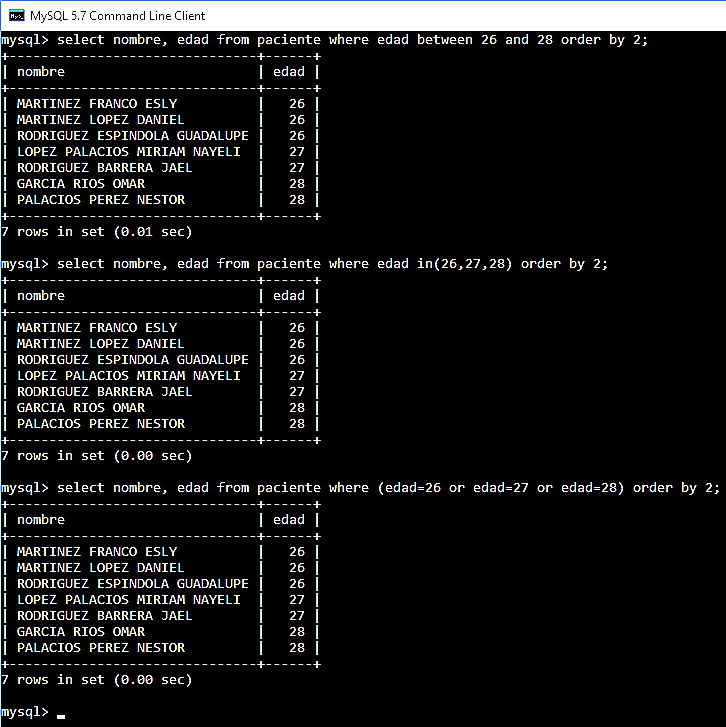 MySQL 5.7 Command Line Client
mysql> select nombre, edad from paciente where edad between 26 and 28 order by 2;
+-------------------------------+------+
| nombre                        | edad |
+-------------------------------+------+
| MARTINEZ FRANCO ESLY          |   26 |
| MARTINEZ LOPEZ DANIEL         |   26 |
| RODRIGUEZ ESPINDOLA GUADALUPE |   26 |
| LOPEZ PALACIOS MIRIAM NAYELI  |   27 |
| RODRIGUEZ BARRERA JAEL        |   27 |
| GARCIA RIOS OMAR              |   28 |
| PALACIOS PEREZ NESTOR         |   28 |
+-------------------------------+------+
7 rows in set (0.01 sec)
mysql> select nombre, edad from paciente where edad in(26,27,28) order by 2;
+-------------------------------+------+
| nombre                        | edad |
+-------------------------------+------+
| MARTINEZ FRANCO ESLY          |   26 |
| MARTINEZ LOPEZ DANIEL         |   26 |
| RODRIGUEZ ESPINDOLA GUADALUPE |   26 |
| LOPEZ PALACIOS MIRIAM NAYELI  |   27 |
| RODRIGUEZ BARRERA JAEL        |   27 |
| GARCIA RIOS OMAR              |   28 |
| PALACIOS PEREZ NESTOR         |   28 |
+-------------------------------+------+
7 rows in set (0.00 sec)
mysql> select nombre, edad from paciente where (edad=26 or edad=27 or edad=28) order by 2;
+-------------------------------+------+
| nombre                        | edad |
+-------------------------------+------+
| MARTINEZ FRANCO ESLY          |   26 |
| MARTINEZ LOPEZ DANIEL         |   26 |
| RODRIGUEZ ESPINDOLA GUADALUPE |   26 |
| LOPEZ PALACIOS MIRIAM NAYELI  |   27 |
| RODRIGUEZ BARRERA JAEL        |   27 |
| GARCIA RIOS OMAR              |   28 |
| PALACIOS PEREZ NESTOR         |   28 |
+-------------------------------+------+
7 rows in set (0.00 sec)
mysql> _